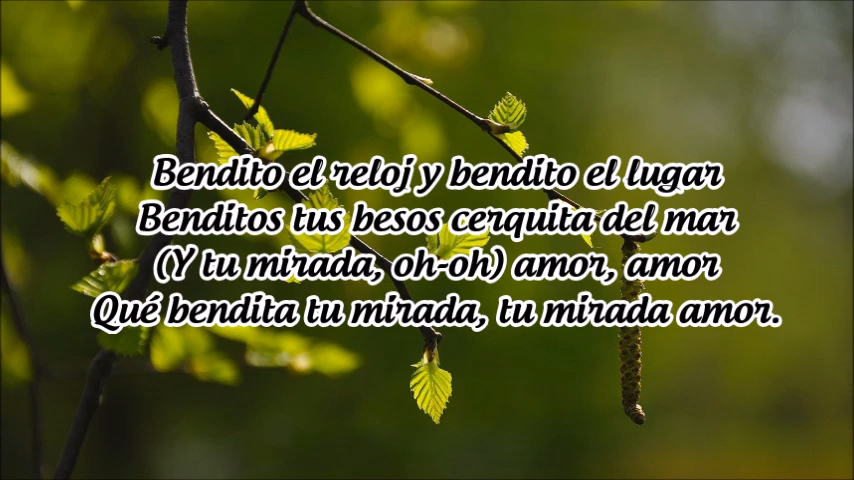 Bendito el reloj y bendito el lugar
Benditos tus besos cerquita del mar
(Y tu mirada, oh-oh) amor, amor
Qué bendita tu mirada, tu mirada amor.